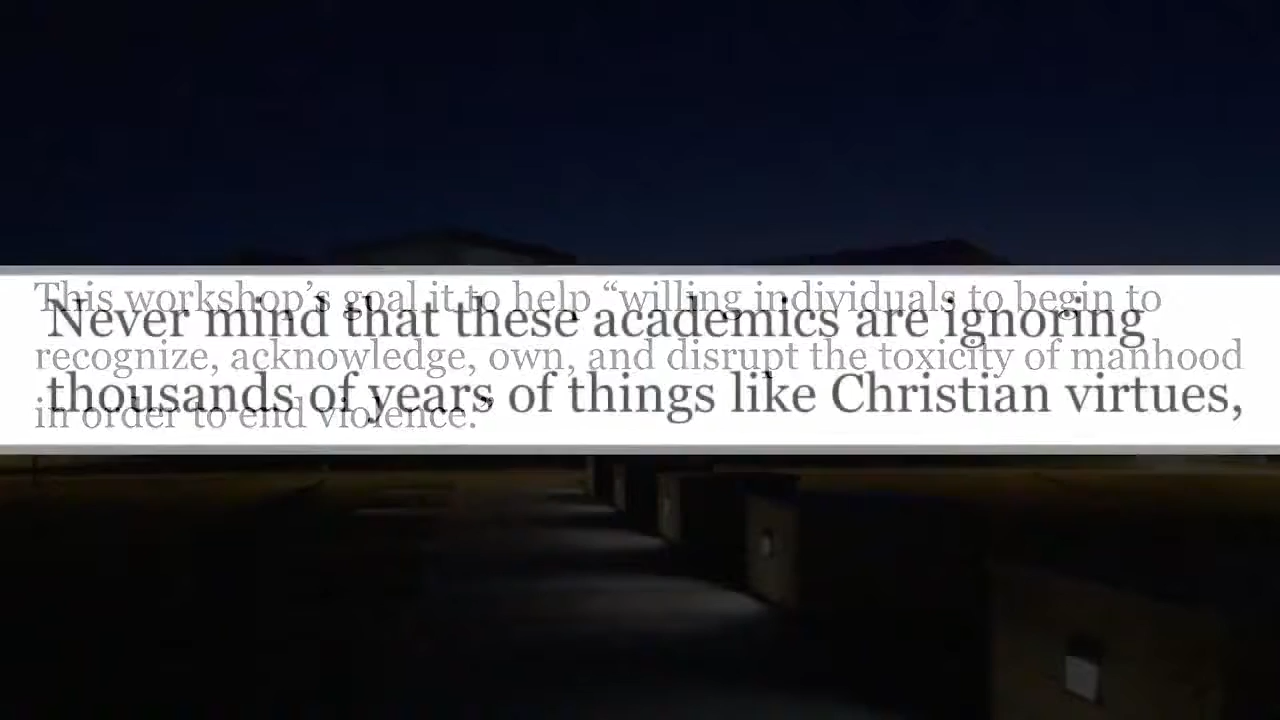 This workshop's goal it to help “willing individuals to begin to
recognize, acknowledge, own, and disrupt the toxicity of manhood
in order to end violence.”
Never mind that these academics are ignoring
thousands of years of things like Christian virtues,